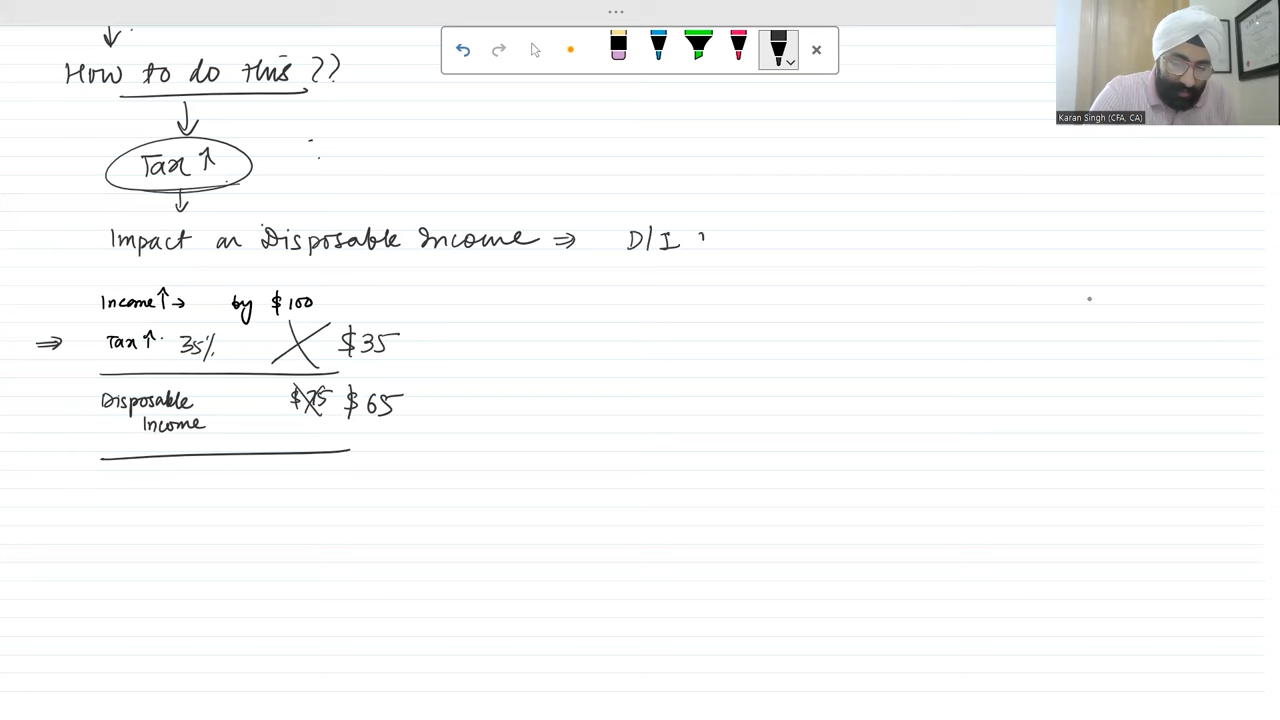 How to do this ??
Tax ↑
Impact on Disposable Income ⇒ D/I
Income ↑ → by $100
⇒ Tax ↑ 35% $35
Disposable $75 $65
Income
Karan Singh (CFA, CA)